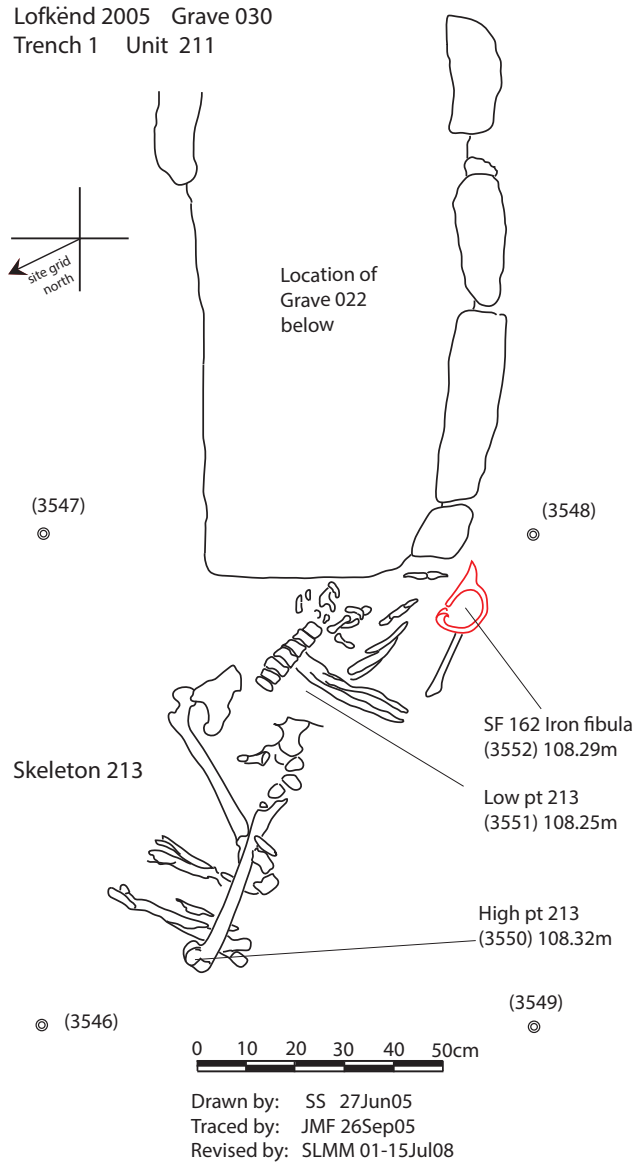 Lofkënd 2005 Grave 030
Trench 1 Unit 211
site grid
north
Location of
Grave 022
below
(3547)
(3548)
SF 162 Iron fibula
(3552) 108.29m
Skeleton 213
Low pt 213
(3551) 108.25m
High pt 213
(3550) 108.32m
(3546)
(3549)
0 10 20 30 40 50cm
Drawn by: SS 27Jun05
Traced by: JMF 26Sep05
Revised by: SLMM 01-15Jul08